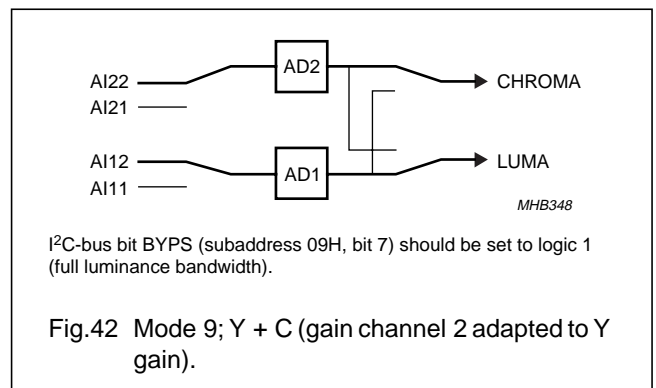 AI22
AI21
AD2
CHROMA
AI12
AI11
AD1
LUMA
MHB348
I²C-bus bit BYPS (subaddress 09H, bit 7) should be set to logic 1
(full luminance bandwidth).
Fig.42 Mode 9; Y + C (gain channel 2 adapted to Y
gain).